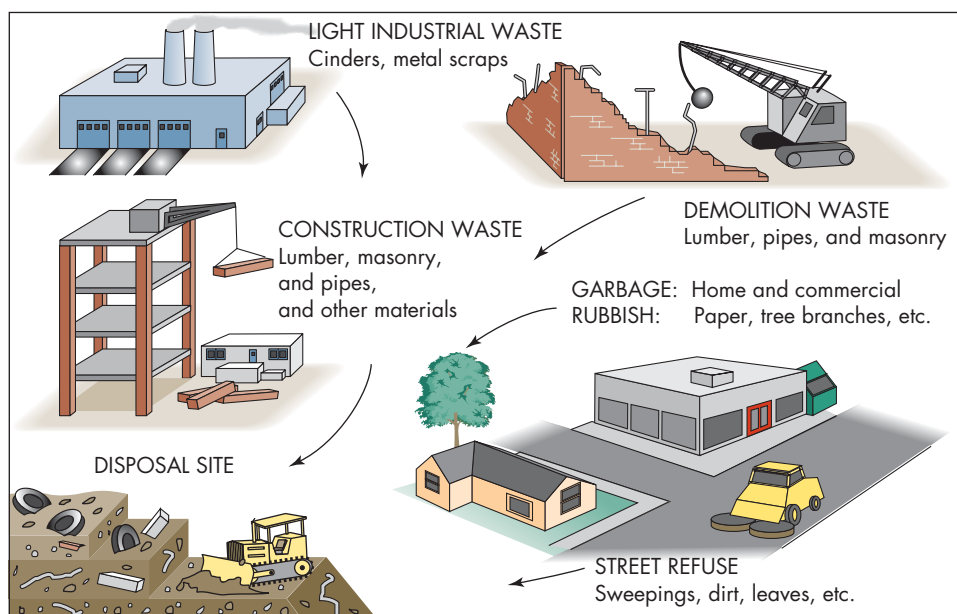 LIGHT INDUSTRIAL WASTE
Cinders, metal scraps
DEMOLITION WASTE
Lumber, pipes, and masonry
CONSTRUCTION WASTE
Lumber, masonry,
and pipes,
and other materials
GARBAGE: Home and commercial
RUBBISH: Paper, tree branches, etc.
DISPOSAL SITE
STREET REFUSE
Sweepings, dirt, leaves, etc.